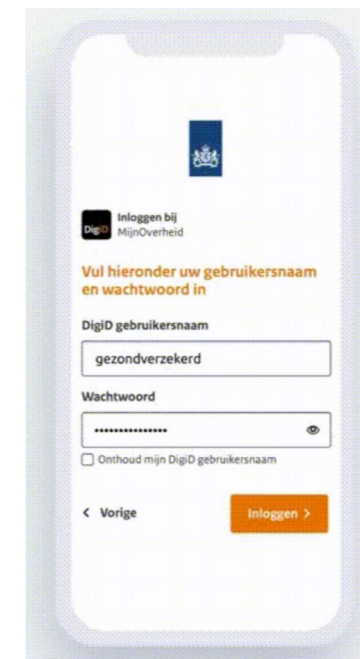 DigiD
Inloggen bij
MijnOverheid
Vul hieronder uw gebruikersnaam
en wachtwoord in
DigiD gebruikersnaam
gezondverzekerd
Wachtwoord
•••••••••••••••
Onthoud mijn DigiD gebruikersnaam
< Vorige
Inloggen >